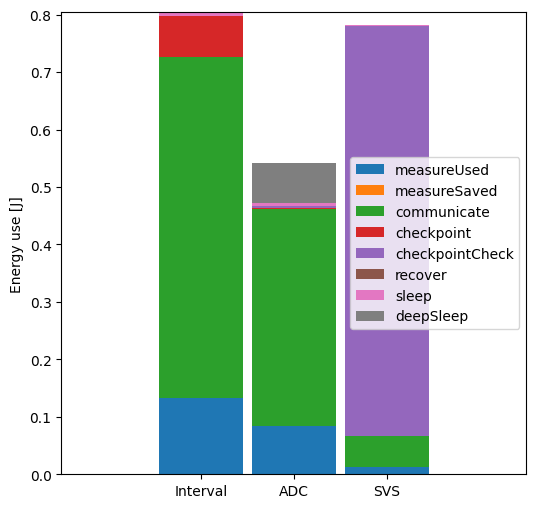 Energy use [J]
0.8
0.7
0.6
0.5
0.4
0.3
0.2
0.1
0.0
measureUsed
measureSaved
communicate
checkpoint
checkpointCheck
recover
sleep
deepSleep
Interval ADC SVS